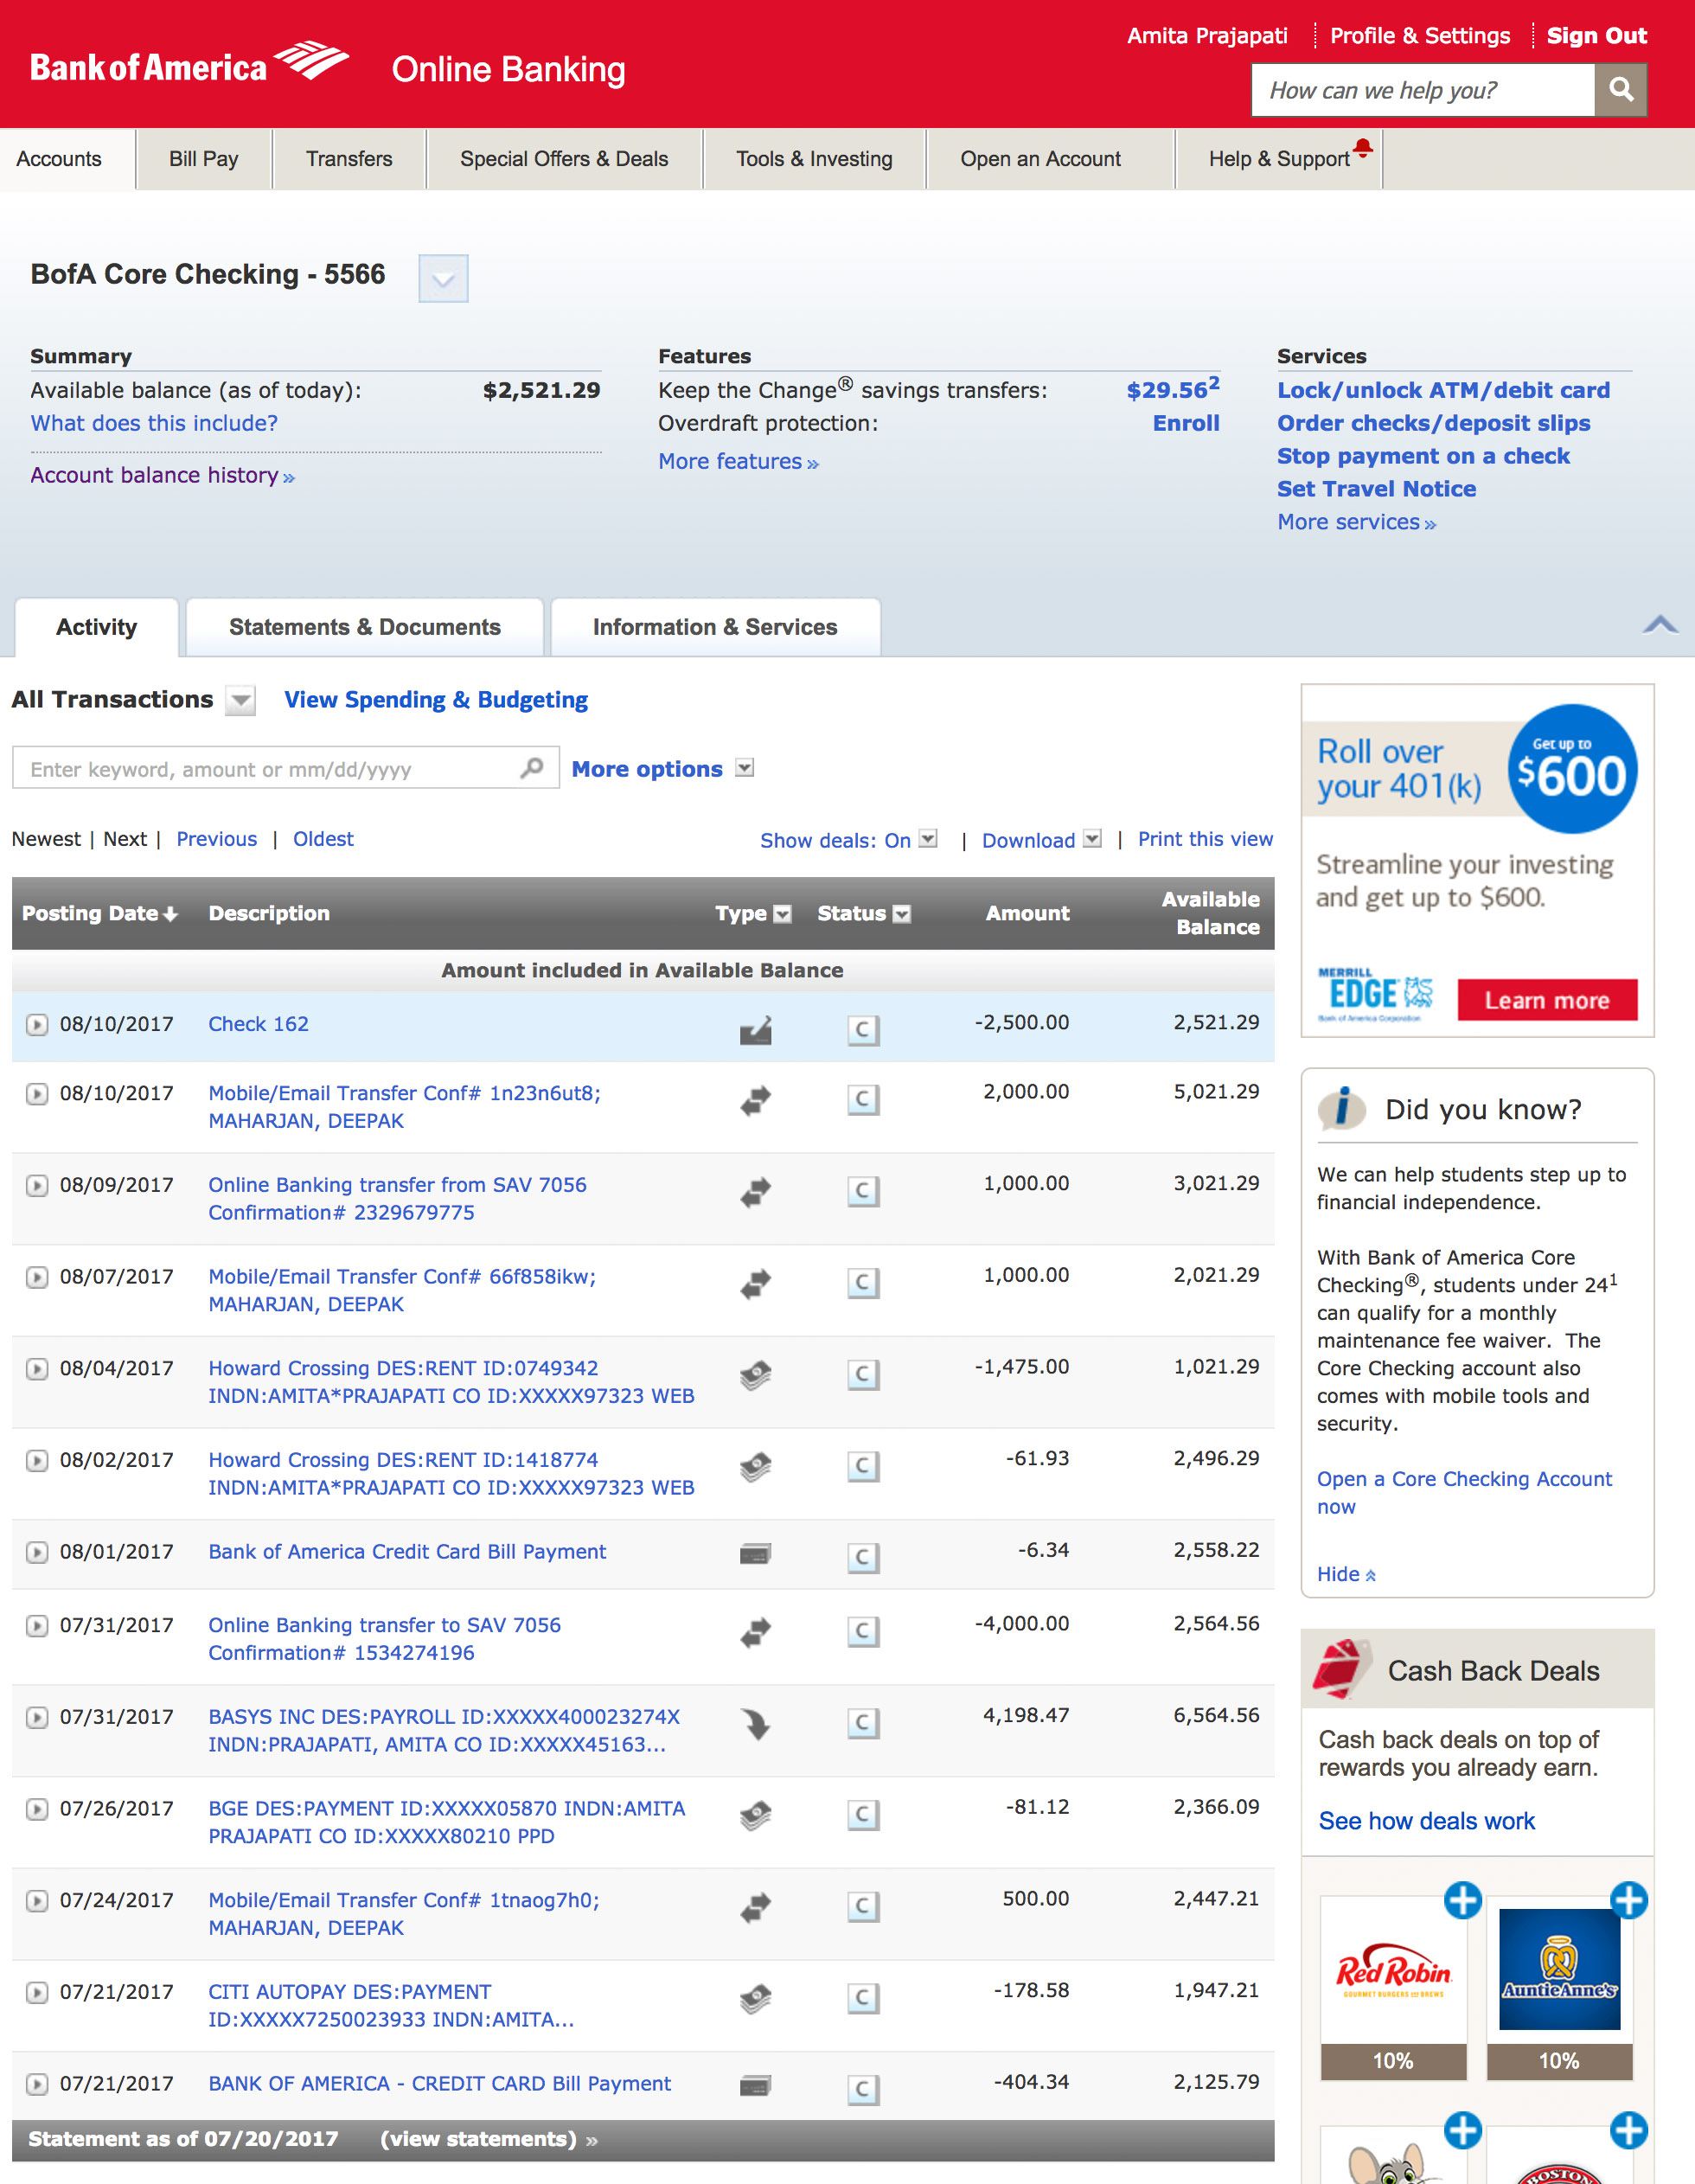 Amita Prajapati Profile & Settings Sign Out
Bank of America Online Banking
How can we help you?
Accounts Bill Pay Transfers Special Offers & Deals Tools & Investing Open an Account Help & Support
BofA Core Checking - 5566
Summary
Available balance (as of today): $2,521.29
What does this include?
Account balance history »
Features
Keep the Change® savings transfers: $29.56²
Overdraft protection: Enroll
More features »
Services
Lock/unlock ATM/debit card
Order checks/deposit slips
Stop payment on a check
Set Travel Notice
More services »
Activity Statements & Documents Information & Services
All Transactions View Spending & Budgeting
Enter keyword, amount or mm/dd/yyyy More options
Newest | Next | Previous | Oldest Show deals: On | Download | Print this view
Posting Date Description Type Status Amount Available
Balance
Amount included in Available Balance
08/10/2017 Check 162 C -2,500.00 2,521.29
08/10/2017 Mobile/Email Transfer Conf# 1n23n6ut8; C 2,000.00 5,021.29
MAHARJAN, DEEPAK
08/09/2017 Online Banking transfer from SAV 7056 C 1,000.00 3,021.29
Confirmation# 2329679775
08/07/2017 Mobile/Email Transfer Conf# 66f858ikw; C 1,000.00 2,021.29
MAHARJAN, DEEPAK
08/04/2017 Howard Crossing DES:RENT ID:0749342 C -1,475.00 1,021.29
INDN:AMITA*PRAJAPATI CO ID:XXXXX97323 WEB
08/02/2017 Howard Crossing DES:RENT ID:1418774 C -61.93 2,496.29
INDN:AMITA*PRAJAPATI CO ID:XXXXX97323 WEB
08/01/2017 Bank of America Credit Card Bill Payment C -6.34 2,558.22
07/31/2017 Online Banking transfer to SAV 7056 C -4,000.00 2,564.56
Confirmation# 1534274196
07/31/2017 BASYS INC DES:PAYROLL ID:XXXXX400023274X C 4,198.47 6,564.56
INDN:PRAJAPATI, AMITA CO ID:XXXXX45163...
07/26/2017 BGE DES:PAYMENT ID:XXXXX05870 INDN:AMITA C -81.12 2,366.09
PRAJAPATI CO ID:XXXXX80210 PPD
07/24/2017 Mobile/Email Transfer Conf# 1tnaog7h0; C 500.00 2,447.21
MAHARJAN, DEEPAK
07/21/2017 CITI AUTOPAY DES:PAYMENT C -178.58 1,947.21
ID:XXXXX7250023933 INDN:AMITA...
07/21/2017 BANK OF AMERICA - CREDIT CARD Bill Payment C -404.34 2,125.79
Statement as of 07/20/2017 (view statements) »
Roll over
your 401(k)
Get up to
$600
Streamline your investing
and get up to $600.
MERRILL
EDGE
Bank of America Corporation
Learn more
Did you know?
We can help students step up to
financial independence.
With Bank of America Core
Checking®, students under 24¹
can qualify for a monthly
maintenance fee waiver. The
Core Checking account also
comes with mobile tools and
security.
Open a Core Checking Account
now
Hide
Cash Back Deals
Cash back deals on top of
rewards you already earn.
See how deals work
Red Robin
GOURMET BURGERS AND BREWS
10%
Auntie Anne's
10%
BOSTON